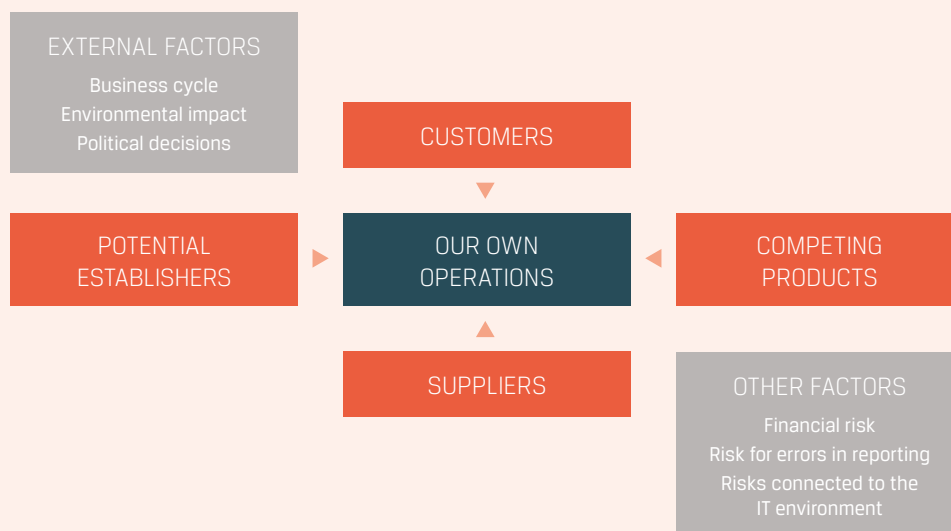 EXTERNAL FACTORS
Business cycle
Environmental impact
Political decisions
CUSTOMERS
POTENTIAL
ESTABLISHERS
OUR OWN
OPERATIONS
COMPETING
PRODUCTS
SUPPLIERS
OTHER FACTORS
Financial risk
Risk for errors in reporting
Risks connected to the
IT environment